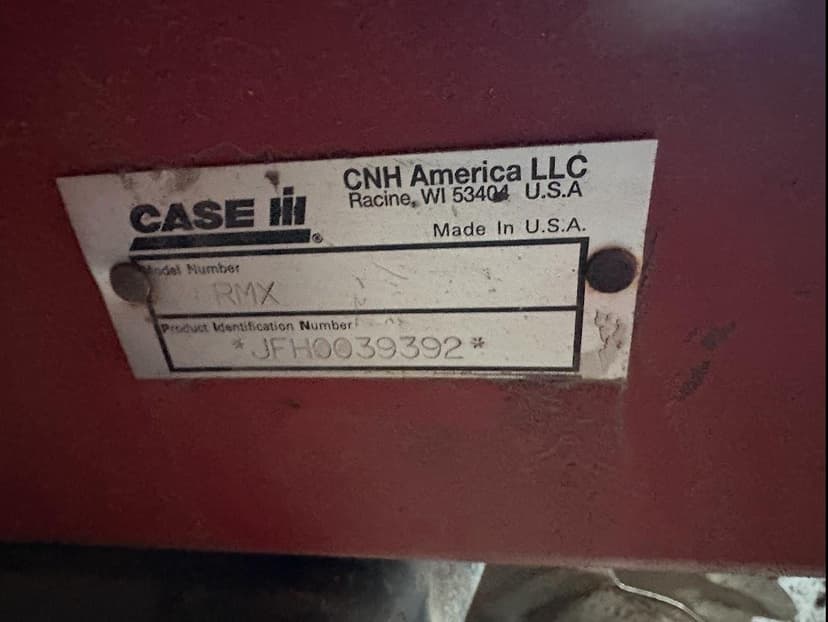 CASE IH®
CNH America LLC
Racine, WI 53404 U.S.A
Made In U.S.A.
Model Number
RMX
Product Identification Number
*JFH0039392*